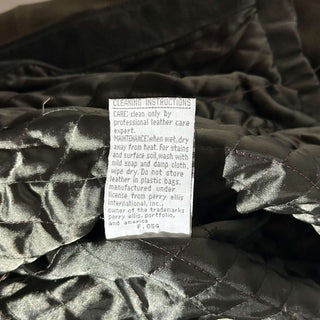 CLEANING INSTRUCTIONS
CARE: clean only by
professional leather care
expert.
MAINTENANCE:when wet,dry
away from heat. For stains
and surface soil,wash with
mild soap and damp cloth,
wipe dry. Do not store
leather in plastic bags.
manufactured under
license from perry ellis
international, inc.,
owner of the trademarks
perry ellis, portfolio,
and america
F.05G